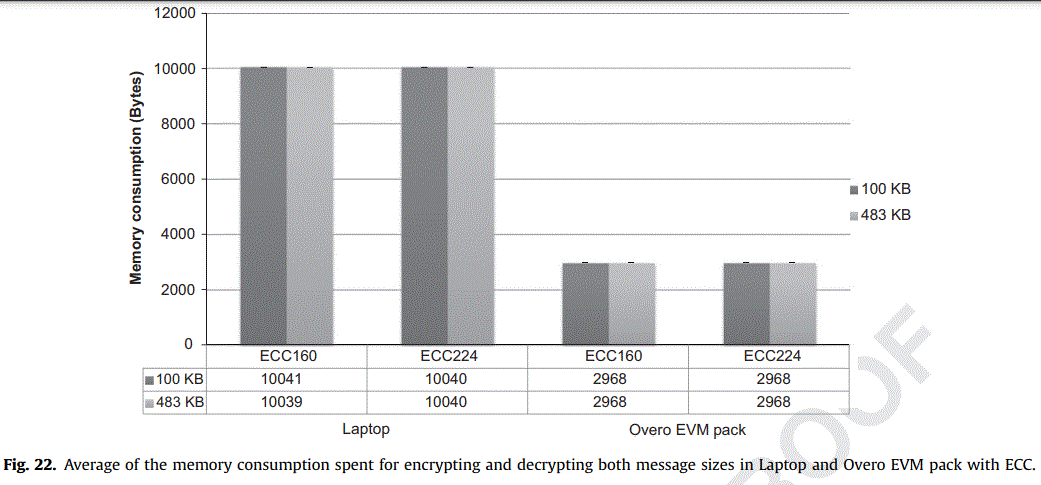 12000
10000
8000
6000
4000
2000
0
Memory consumption (Bytes)
100 KB
483 KB
ECC160 ECC224 ECC160 ECC224
100 KB 10041 10040 2968 2968
483 KB 10039 10040 2968 2968
Laptop Overo EVM pack
Fig. 22. Average of the memory consumption spent for encrypting and decrypting both message sizes in Laptop and Overo EVM pack with ECC.